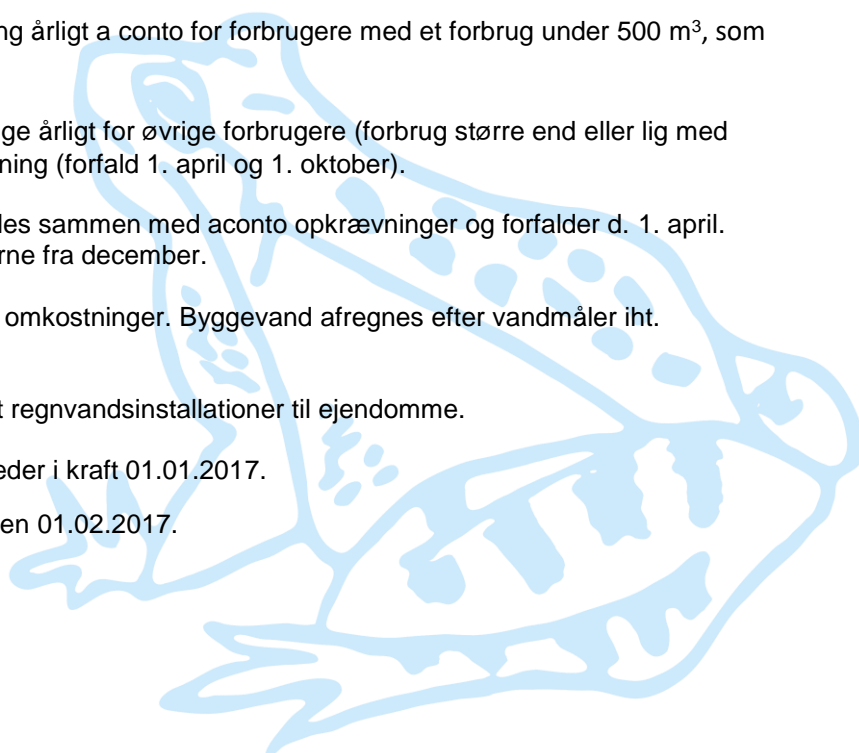 ng årligt a conto for forbrugere med et forbrug under 500 m³, som
ge årligt for øvrige forbrugere (forbrug større end eller lig med
ning (forfald 1. april og 1. oktober).
les sammen med aconto opkrævninger og forfalder d. 1. april.
rne fra december.
omkostninger. Byggevand afregnes efter vandmåler iht.
t regnvandsinstallationer til ejendomme.
eder i kraft 01.01.2017.
en 01.02.2017.